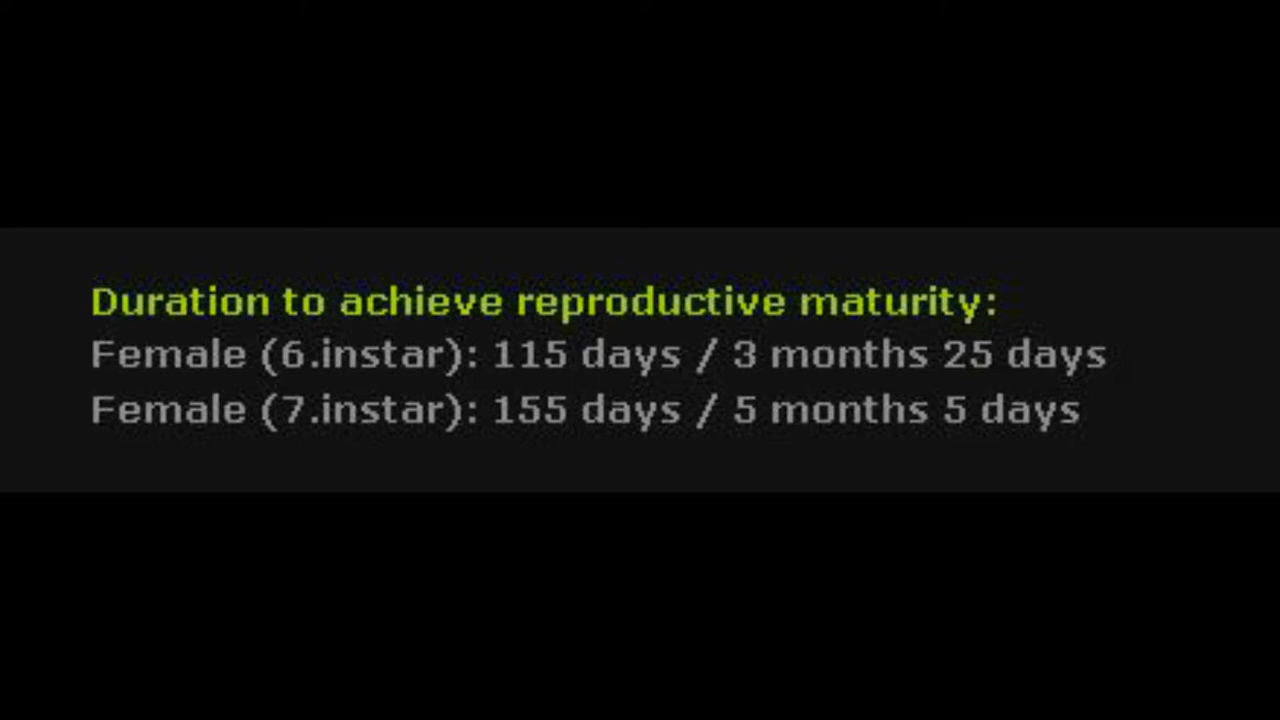 Duration to achieve reproductive maturity:
Female (6.instar): 115 days / 3 months 25 days
Female (7.instar): 155 days / 5 months 5 days